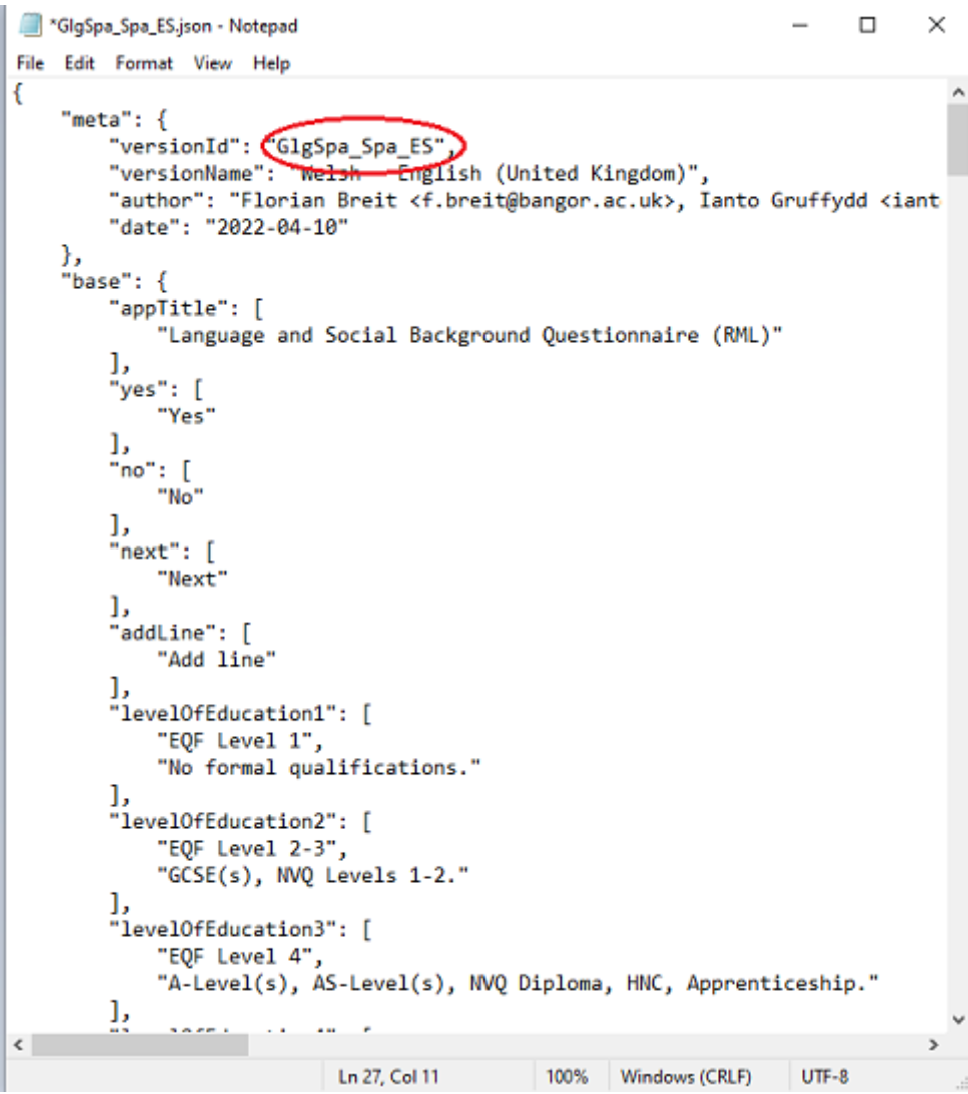 *GlgSpa_Spa_ES.json - Notepad
File Edit Format View Help
{
    "meta": {
        "versionId": "GlgSpa_Spa_ES",
        "versionName": "Welsh - English (United Kingdom)",
        "author": "Florian Breit <f.breit@bangor.ac.uk>, Ianto Gruffydd <iant
        "date": "2022-04-10"
    },
    "base": {
        "appTitle": [
            "Language and Social Background Questionnaire (RML)"
        ],
        "yes": [
            "Yes"
        ],
        "no": [
            "No"
        ],
        "next": [
            "Next"
        ],
        "addLine": [
            "Add line"
        ],
        "levelOfEducation1": [
            "EQF Level 1",
            "No formal qualifications."
        ],
        "levelOfEducation2": [
            "EQF Level 2-3",
            "GCSE(s), NVQ Levels 1-2."
        ],
        "levelOfEducation3": [
            "EQF Level 4",
            "A-Level(s), AS-Level(s), NVQ Diploma, HNC, Apprenticeship."
        ],
Ln 27, Col 11 100% Windows (CRLF) UTF-8